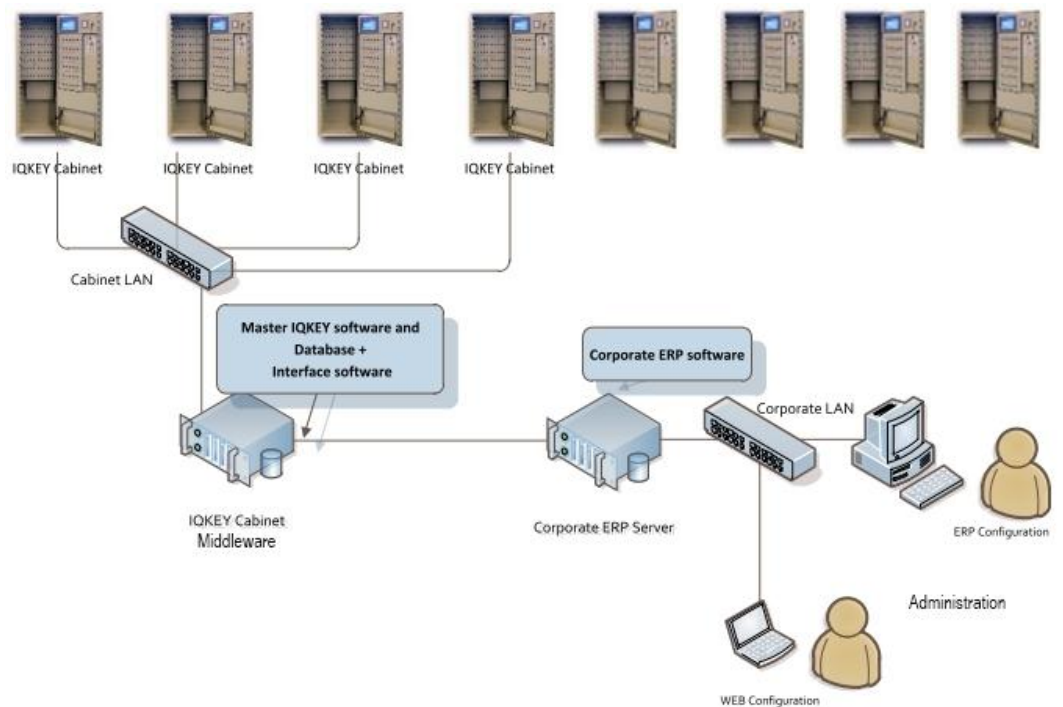 IQKEY Cabinet
IQKEY Cabinet
IQKEY Cabinet
IQKEY Cabinet
Cabinet LAN
Master IQKEY software and
Database +
Interface software
Corporate ERP software
Corporate LAN
IQKEY Cabinet
Middleware
Corporate ERP Server
ERP Configuration
Administration
WEB Configuration